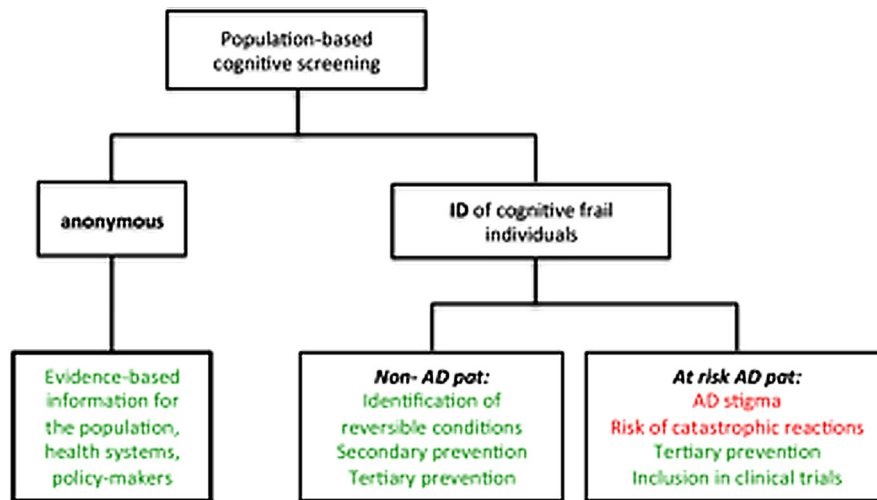 Population-based
cognitive screening
anonymous
ID of cognitive frail
individuals
Evidence-based
information for
the population,
health systems,
policy-makers
Non- AD pat:
Identification of
reversible conditions
Secondary prevention
Tertiary prevention
At risk AD pat:
AD stigma
Risk of catastrophic reactions
Tertiary prevention
Inclusion in clinical trials